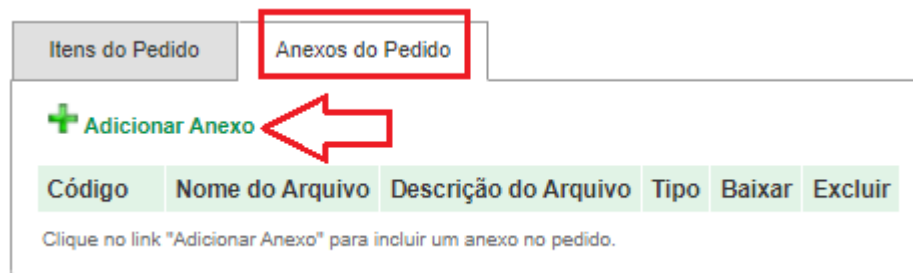 Itens do Pedido Anexos do Pedido
Adicionar Anexo
Código Nome do Arquivo Descrição do Arquivo Tipo Baixar Excluir
Clique no link "Adicionar Anexo" para incluir um anexo no pedido.